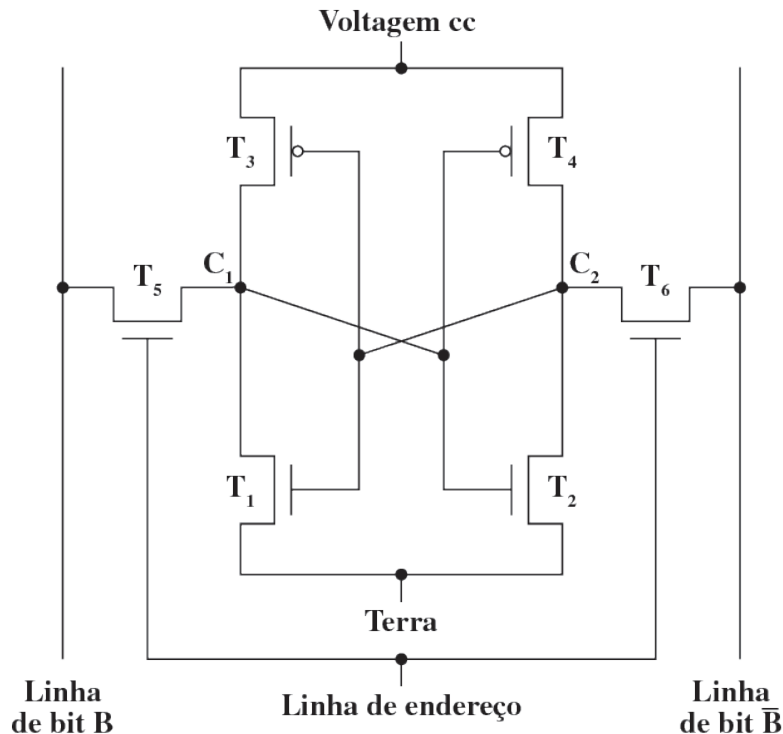 Voltagem cc
T3
T4
T5
C1
C2
T6
T1
T2
Terra
Linha
de bit B
Linha de endereço
Linha
de bit B̅